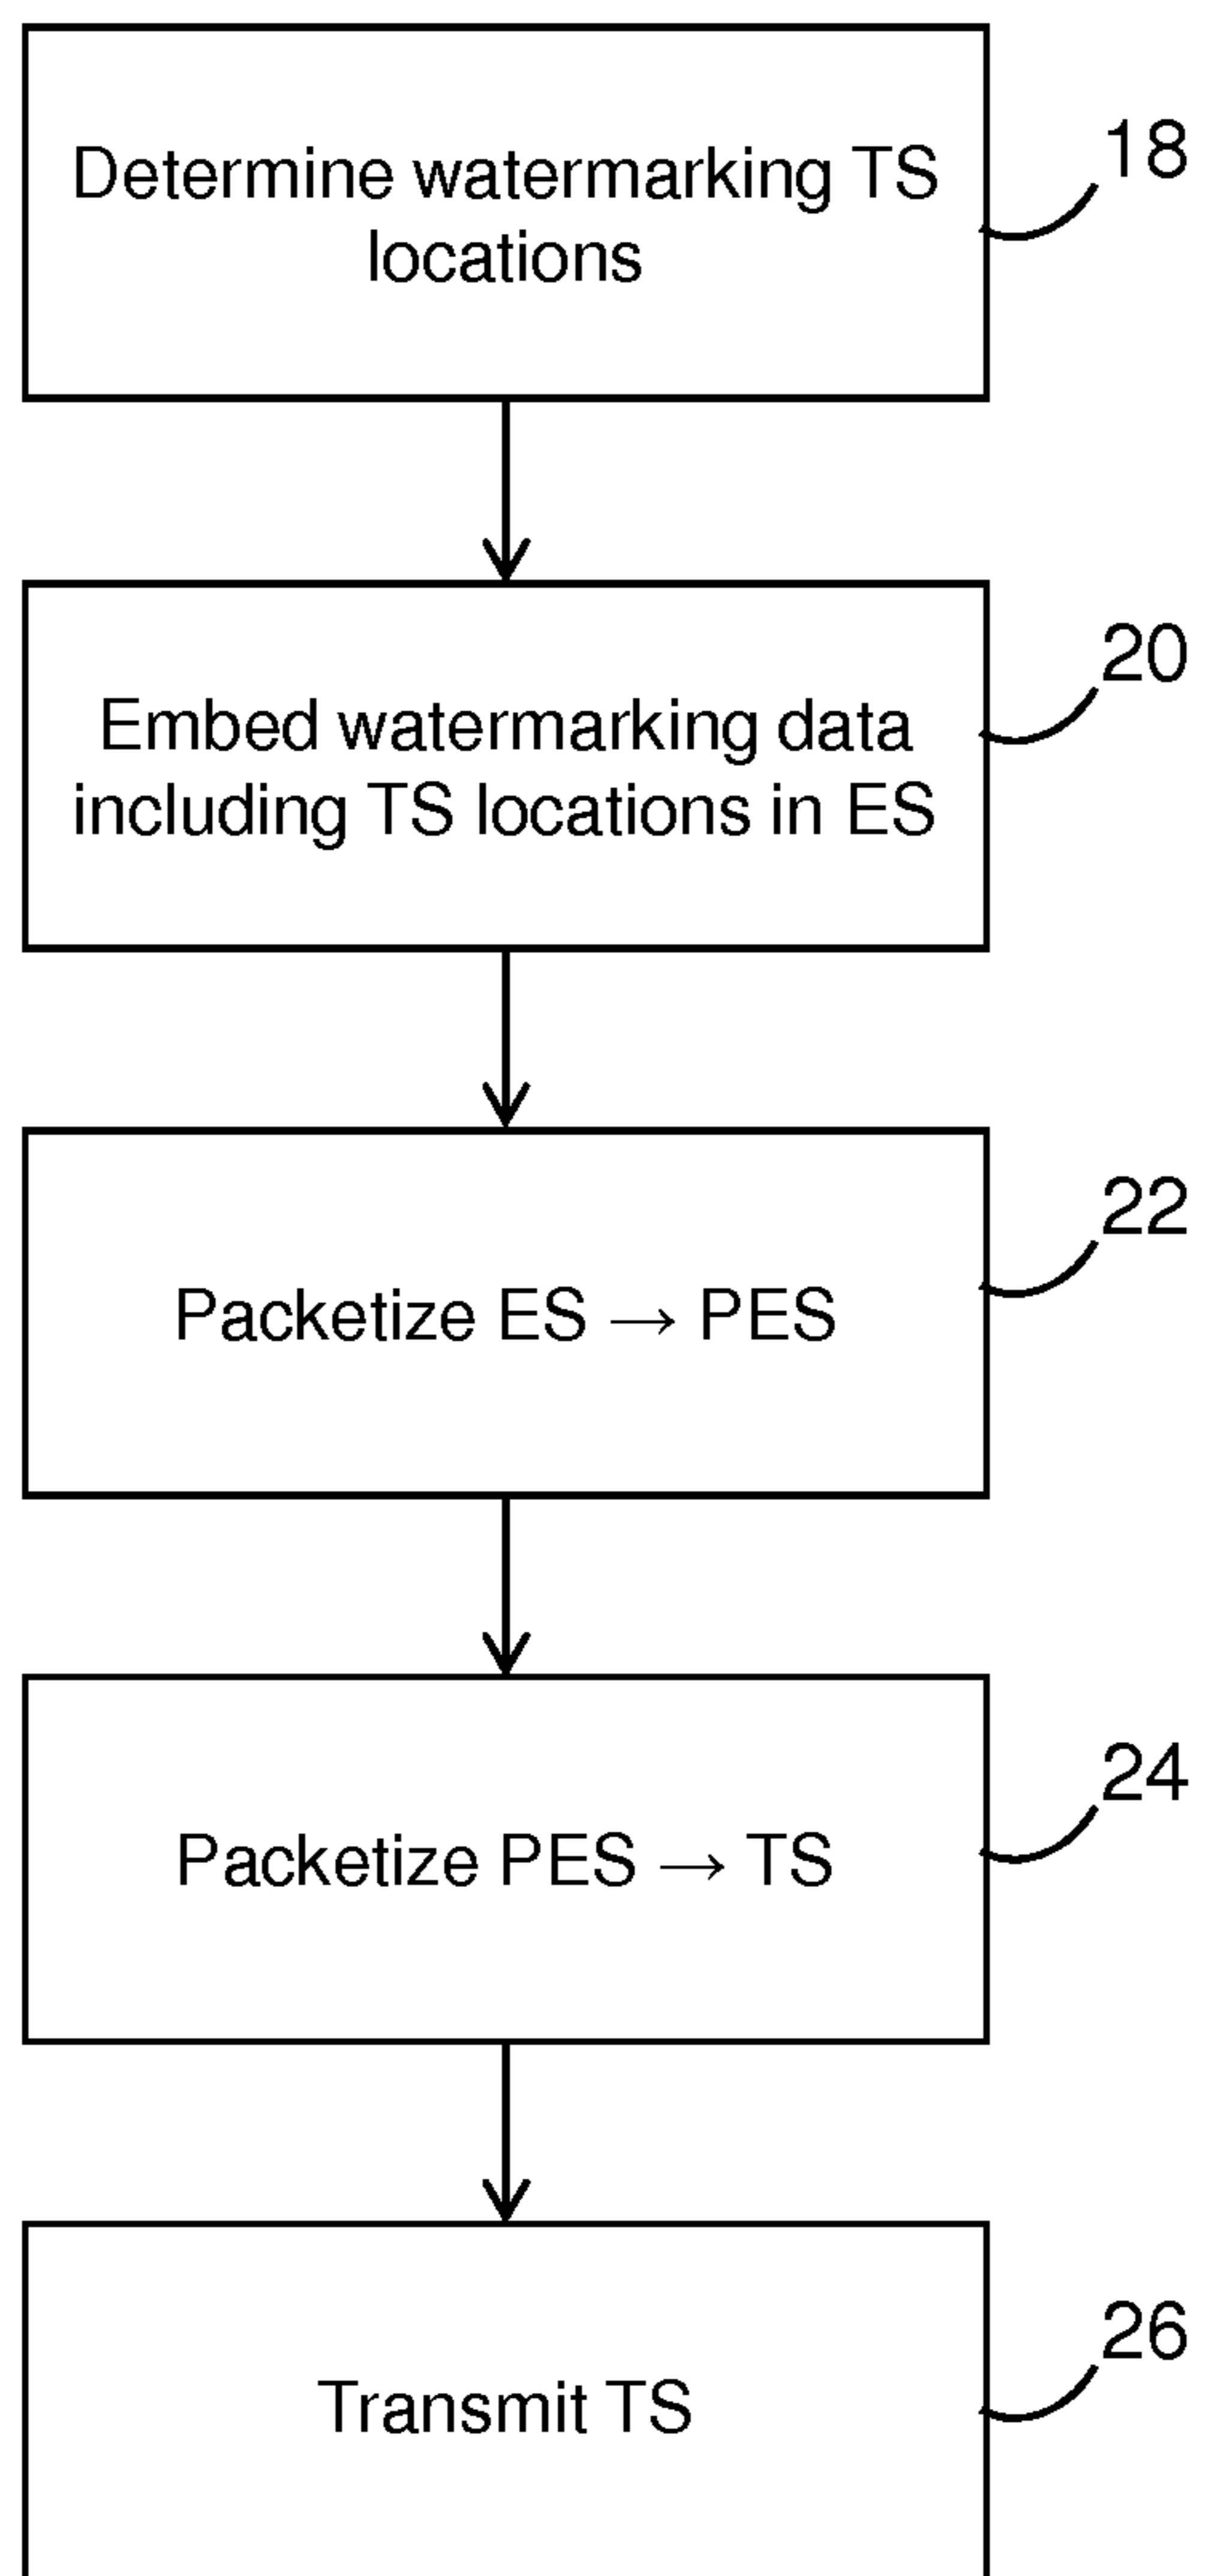 Determine watermarking TS
locations
18
Embed watermarking data
including TS locations in ES
20
Packetize ES → PES
22
Packetize PES → TS
24
Transmit TS
26